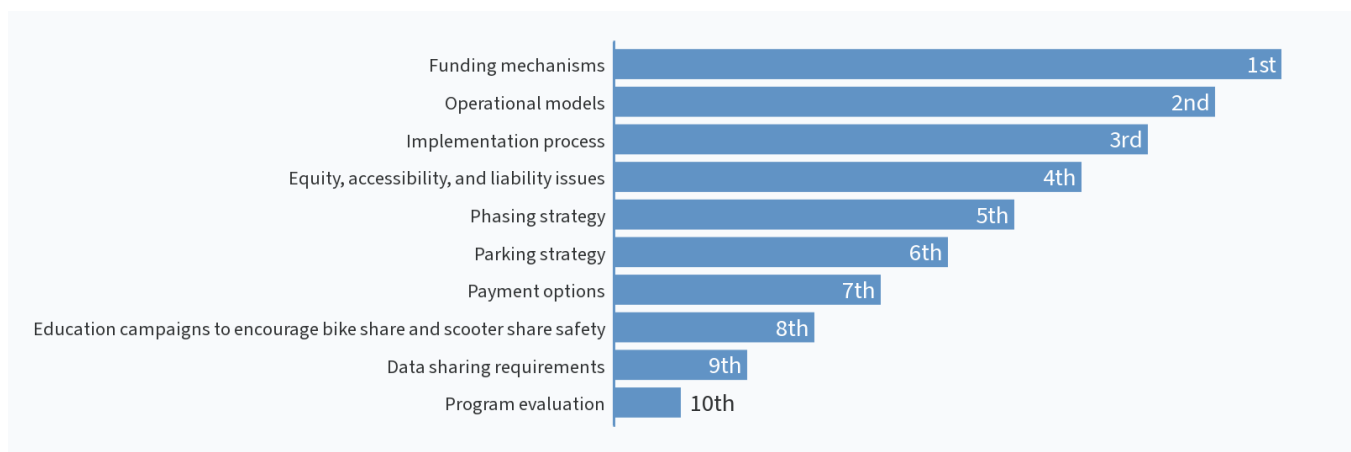 Funding mechanisms 1st
Operational models 2nd
Implementation process 3rd
Equity, accessibility, and liability issues 4th
Phasing strategy 5th
Parking strategy 6th
Payment options 7th
Education campaigns to encourage bike share and scooter share safety 8th
Data sharing requirements 9th
Program evaluation 10th